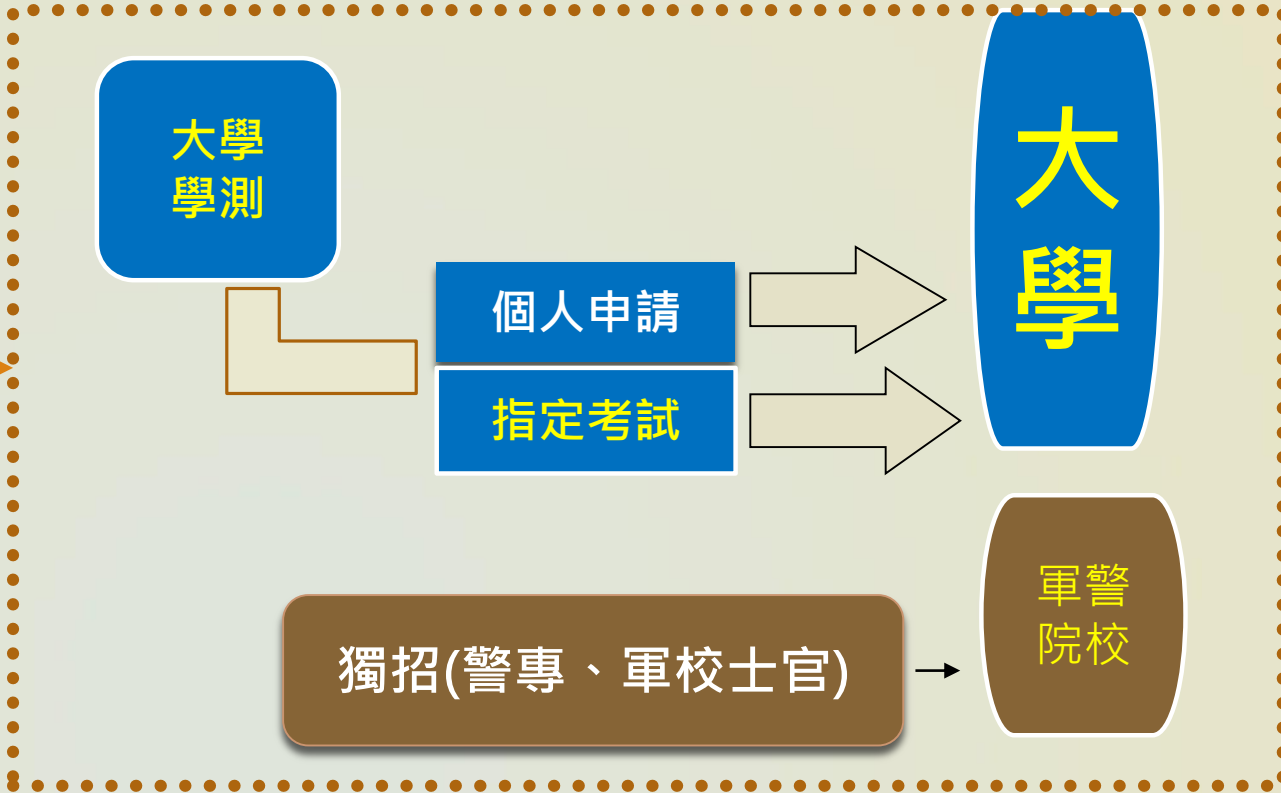 大學
學測
個人申請
指定考試
大
學
獨招(警專、軍校士官)
軍警
院校